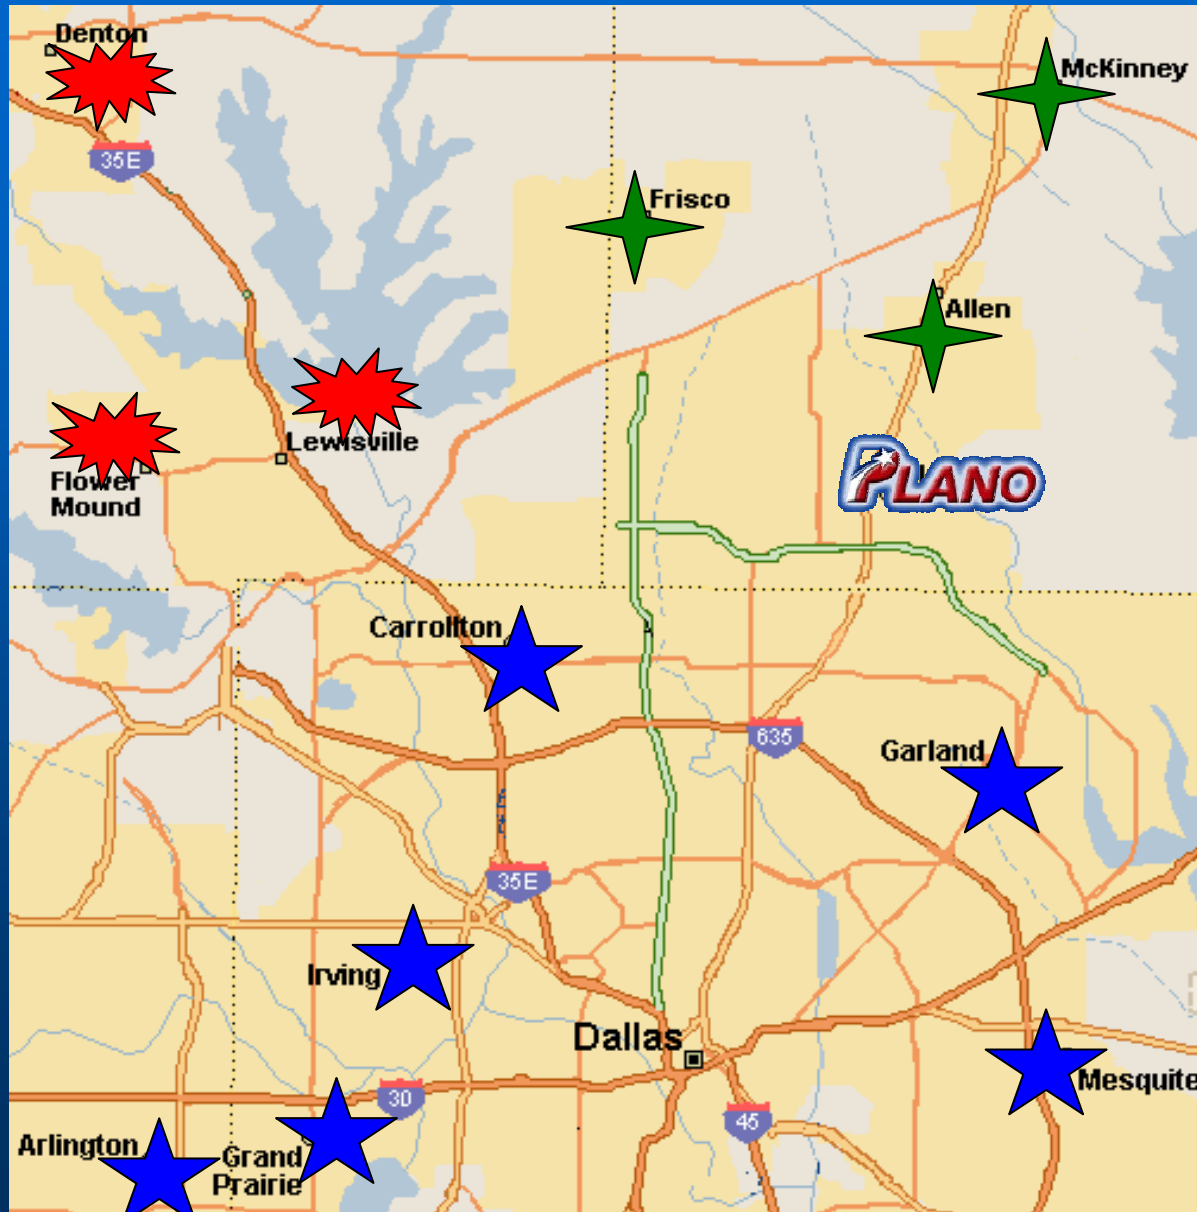 Denton
McKinney
35E
Frisco
Allen
Lewisville
Flower
Mound
PLANO
Carrollton
635
Garland
35E
Irving
Dallas
Mesquite
30
45
Arlington
Grand
Prairie